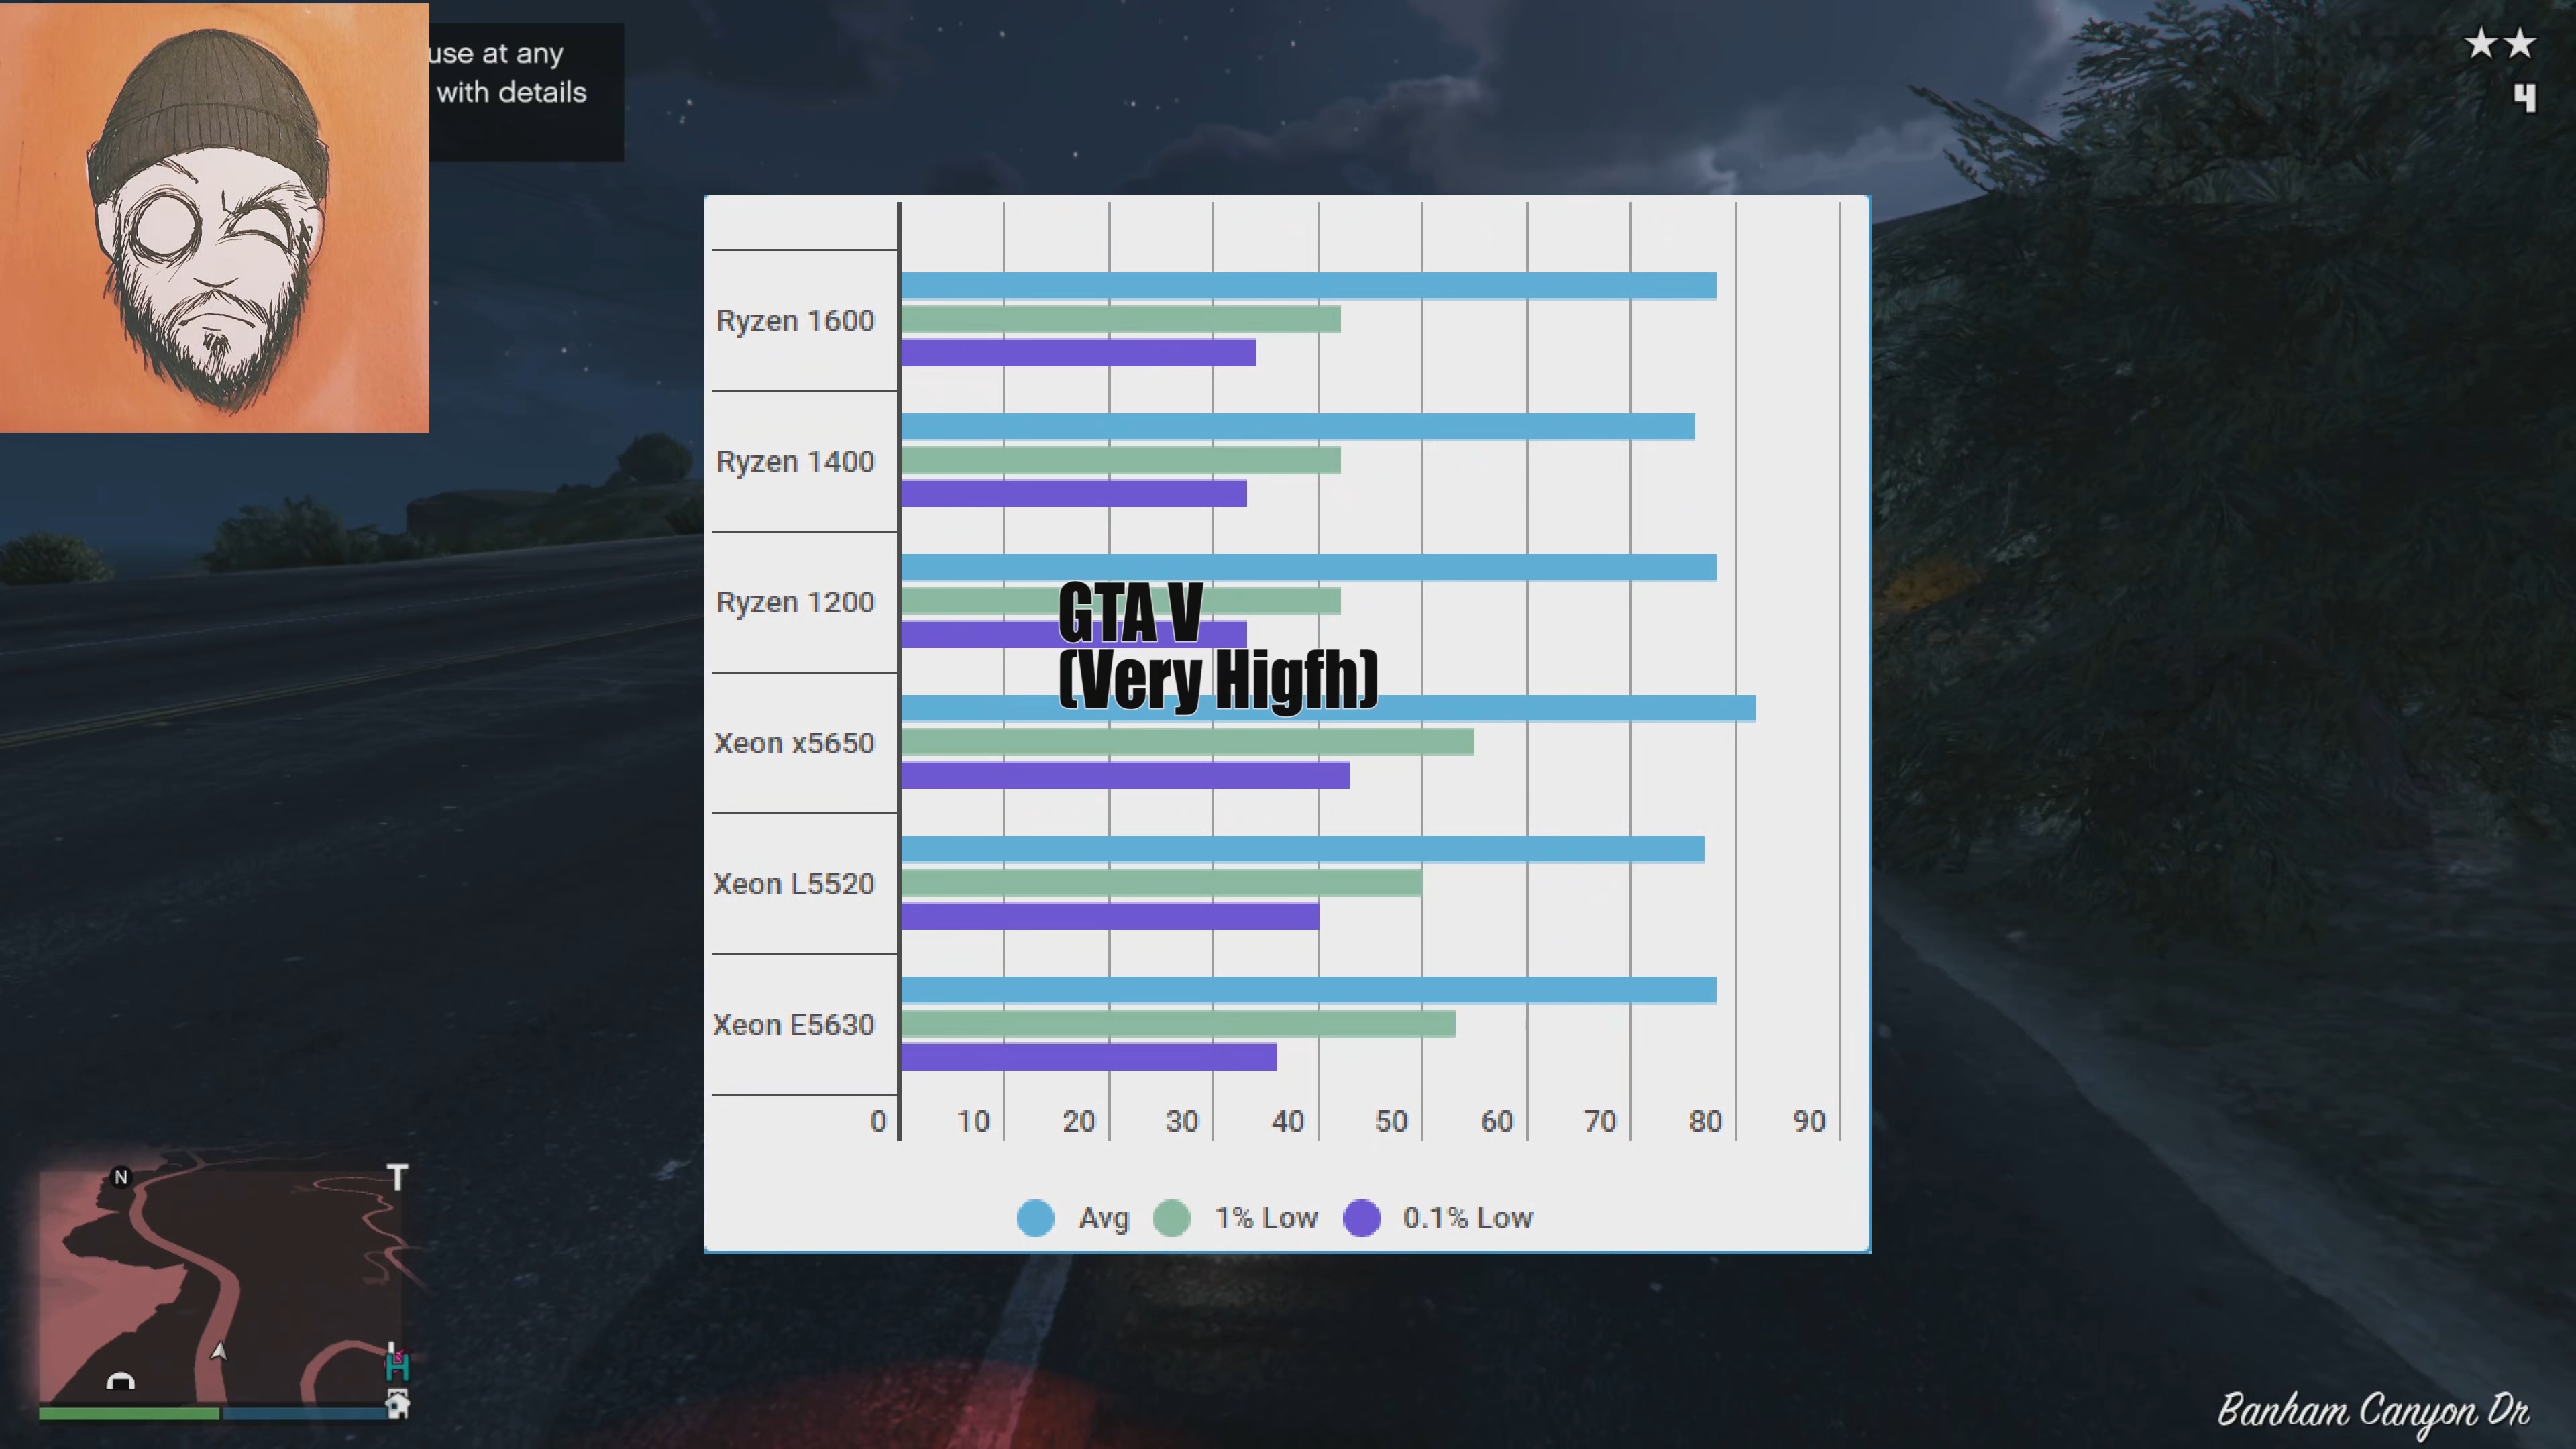 use at any
with details
4
Ryzen 1600
Ryzen 1400
Ryzen 1200
GTA V
(Very Higfh)
Xeon x5650
Xeon L5520
Xeon E5630
0 10 20 30 40 50 60 70 80 90
Avg 1% Low 0.1% Low
N
T
L
H
Banham Canyon Dr